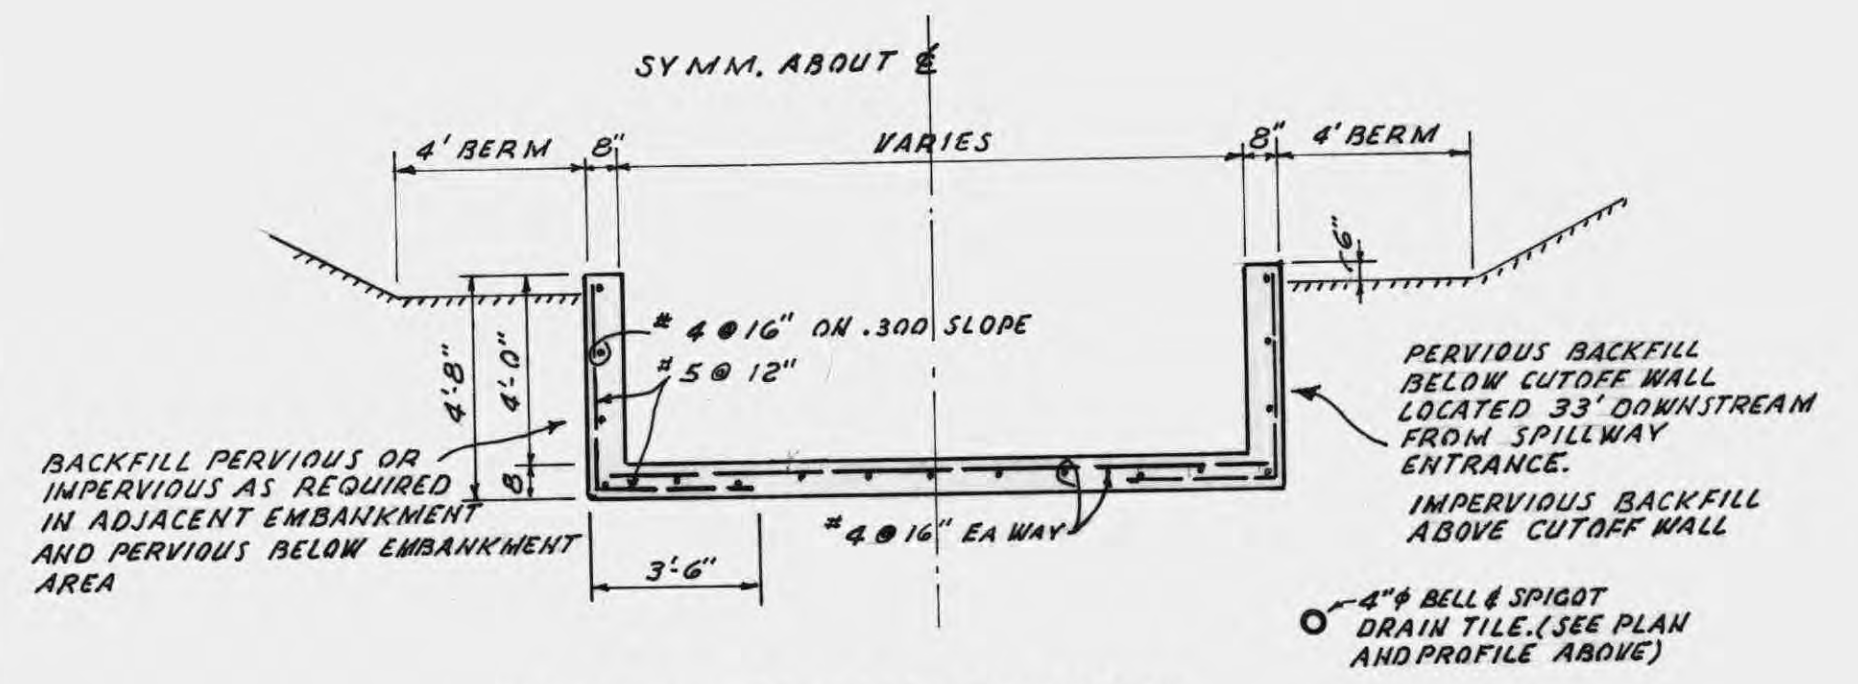 SYMM. ABOUT ℄
4' BERM
8"
VARIES
8"
4' BERM
6"
# 4 @ 16" ON .300 SLOPE
# 5 @ 12"
4'-8"
4'-0"
8
BACKFILL PERVIOUS OR
IMPERVIOUS AS REQUIRED
IN ADJACENT EMBANKMENT
AND PERVIOUS BELOW EMBANKMENT
AREA
PERVIOUS BACKFILL
BELOW CUTOFF WALL
LOCATED 33' DOWNSTREAM
FROM SPILLWAY
ENTRANCE.
IMPERVIOUS BACKFILL
ABOVE CUTOFF WALL
#4 @ 16" EA WAY
3'-6"
4"φ BELL & SPIGOT
DRAIN TILE.(SEE PLAN
AND PROFILE ABOVE)